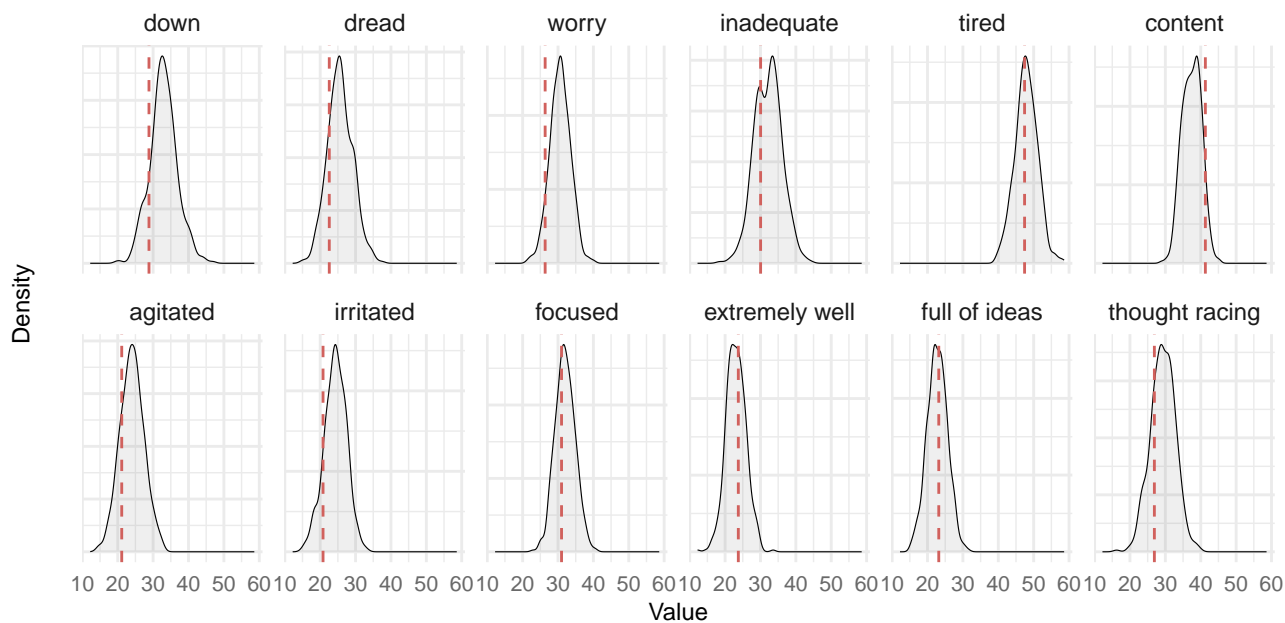 down dread worry inadequate tired content
Density
agitated irritated focused extremely well full of ideas thought racing
10 20 30 40 50 60 10 20 30 40 50 60 10 20 30 40 50 60 10 20 30 40 50 60 10 20 30 40 50 60 10 20 30 40 50 60
Value